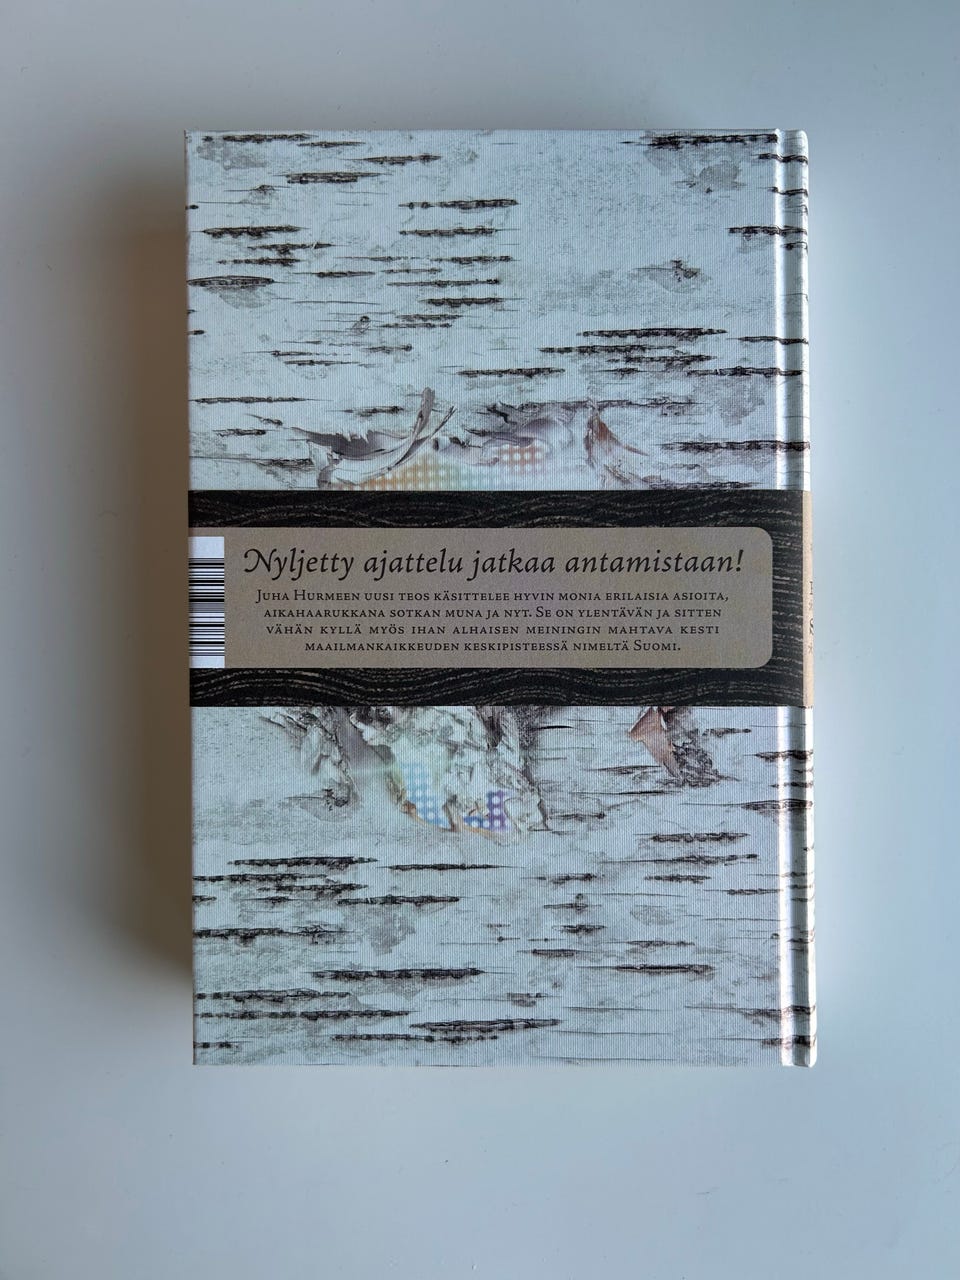 Nyljetty ajattelu jatkaa antamistaan!
Juha Hurmeen uusi teos käsittelee hyvin monia erilaisia asioita,
aikahaarukkana sotkan muna ja nyt. Se on ylentävän ja sitten
vähän kyllä myös ihan alhaisen meiningin mahtava kesti
maailmankaikkeuden keskipisteessä nimeltä Suomi.